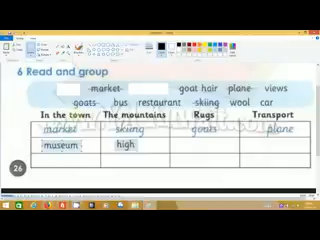 6 Read and group
market goat hair plane views
goats bus restaurant skiing wool car
In the town The mountains Rugs Transport
market skiing goats plane
museum high
26